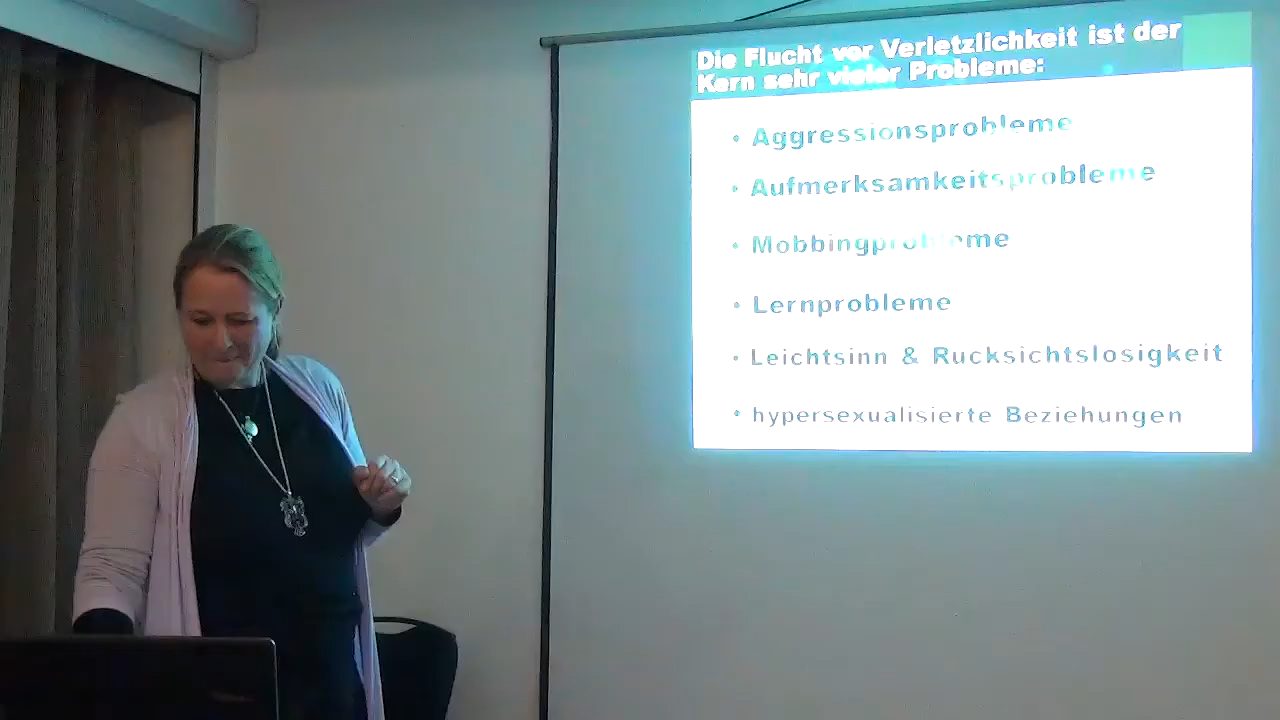 Die Flucht vor Verletzlichkeit ist der
Kern sehr vieler Probleme:
• Aggressionsprobleme
• Aufmerksamkeitsprobleme
• Mobbingprobleme
• Lernprobleme
• Leichtsinn & Rucksichtslosigkeit
• hypersexualisierte Beziehungen